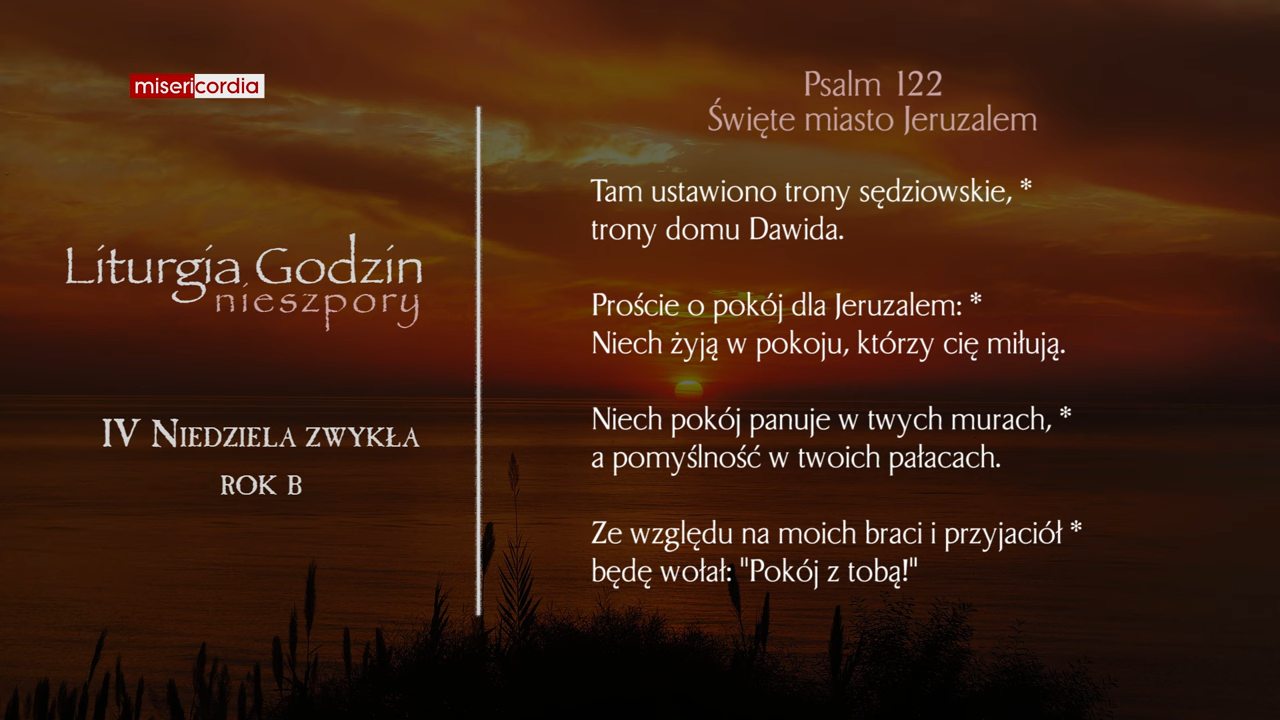 misericordia
Liturgia Godzin
nieszpory
IV Niedziela zwykła
rok B
Psalm 122
Święte miasto Jeruzalem
Tam ustawiono trony sędziowskie, *
trony domu Dawida.
Proście o pokój dla Jeruzalem: *
Niech żyją w pokoju, którzy cię miłują.
Niech pokój panuje w twych murach, *
a pomyślność w twoich pałacach.
Ze względu na moich braci i przyjaciół *
będę wołał: "Pokój z tobą!"